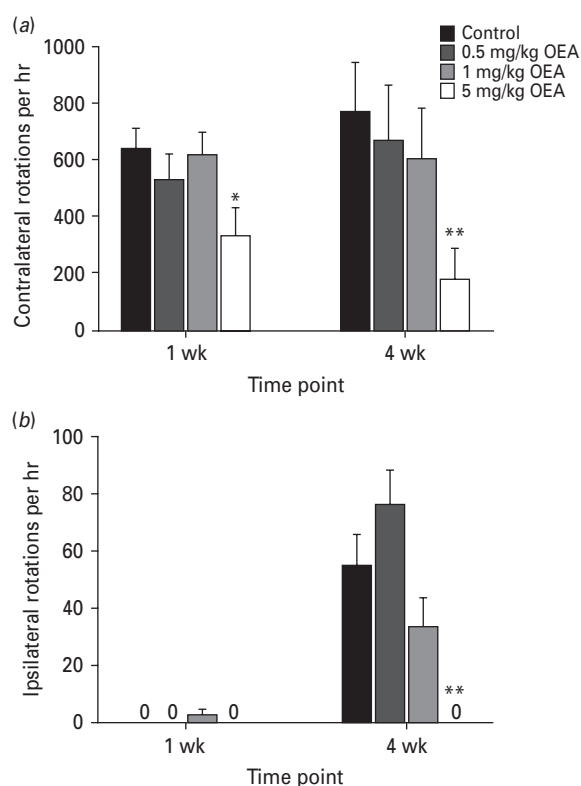 (a)
Control
0.5 mg/kg OEA
1 mg/kg OEA
5 mg/kg OEA
Contralateral rotations per hr
1000
800
600
400
200
0
*
**
1 wk
4 wk
Time point
(b)
Ipsilateral rotations per hr
100
80
60
40
20
0
0 0 0
**
0
1 wk
4 wk
Time point